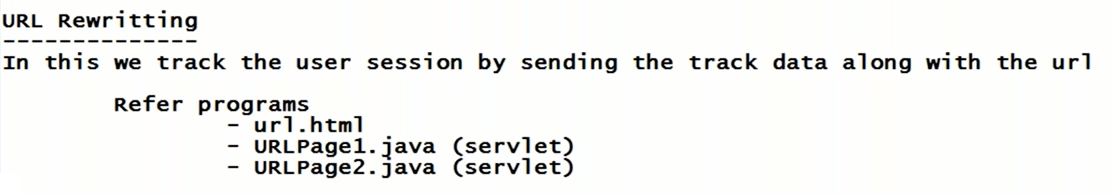 URL Rewritting
--------------
In this we track the user session by sending the track data along with the url
Refer programs
- url.html
- URLPage1.java (servlet)
- URLPage2.java (servlet)